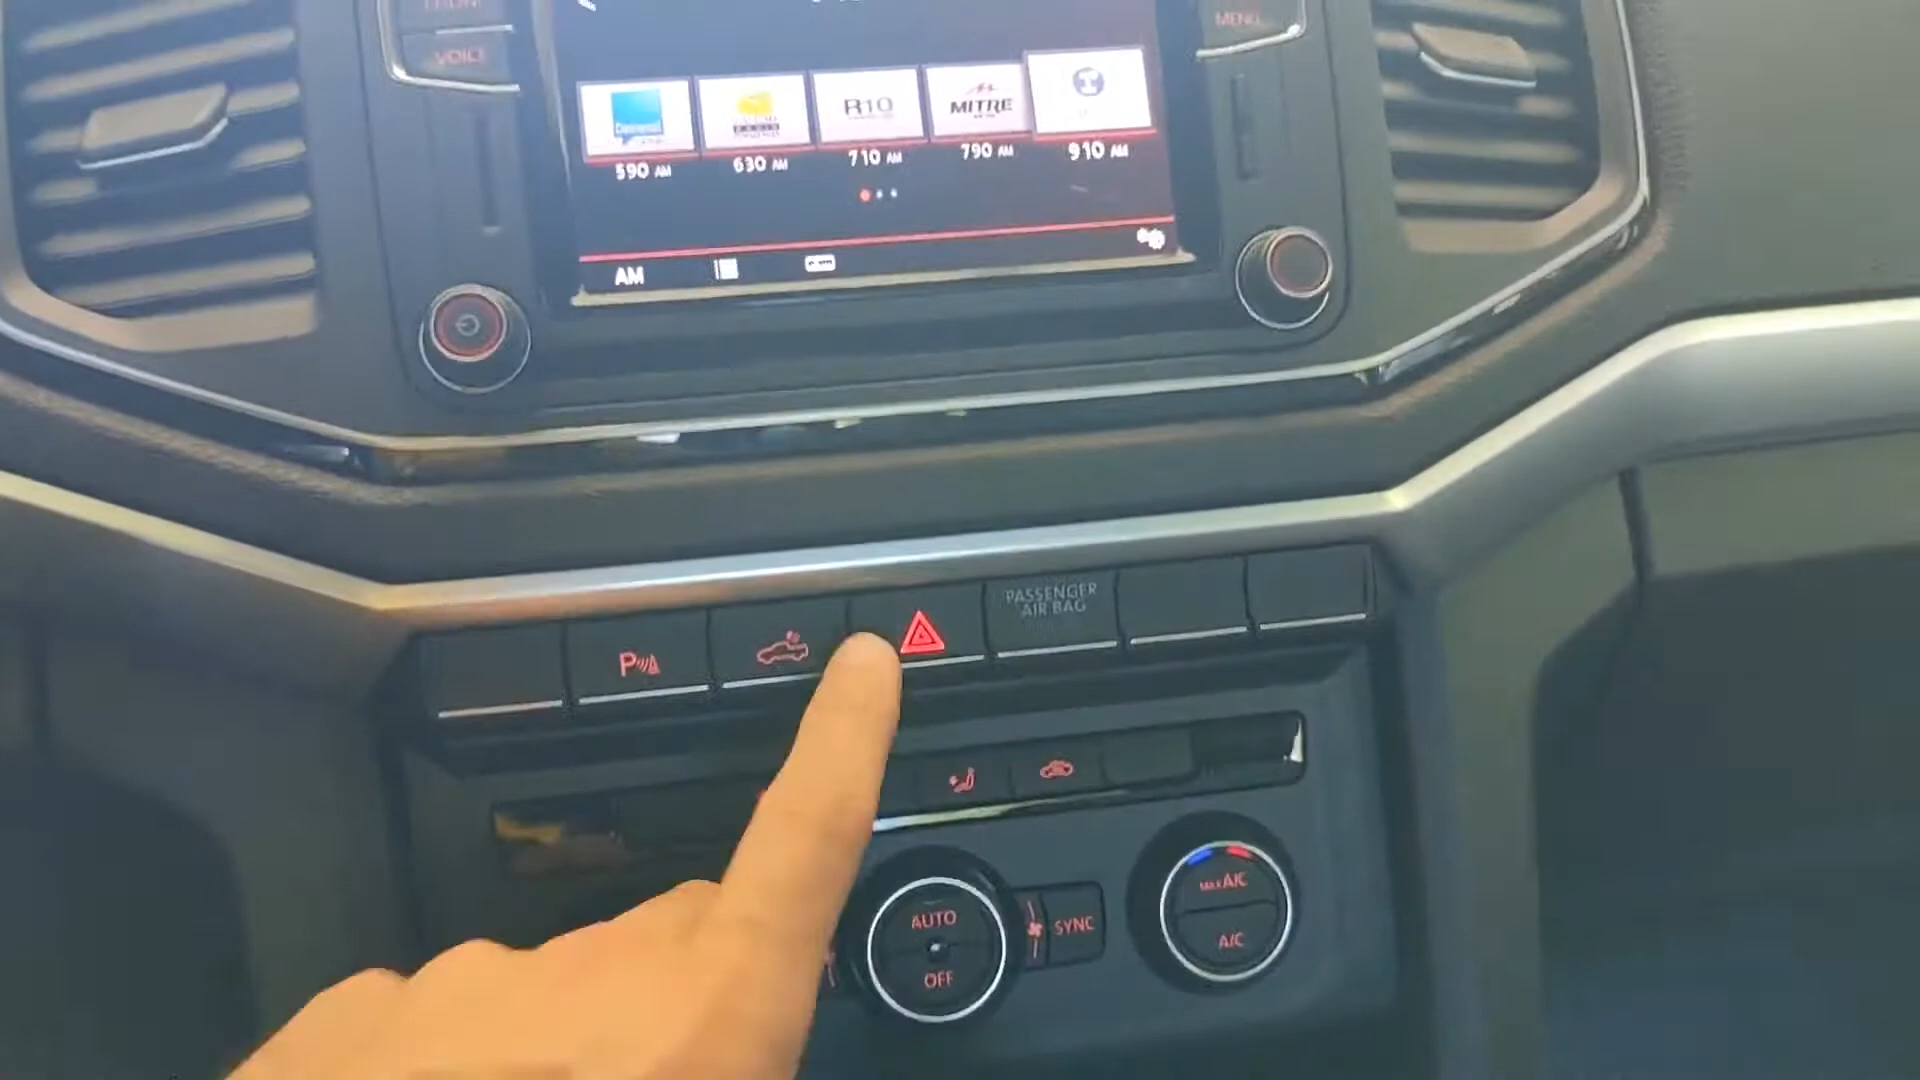 VOICE
MENU
R10
MITRE
590 AM
630 AM
710 AM
790 AM
910 AM
AM
P
PASSENGER
AIR BAG
AUTO
OFF
SYNC
MAX A/C
A/C